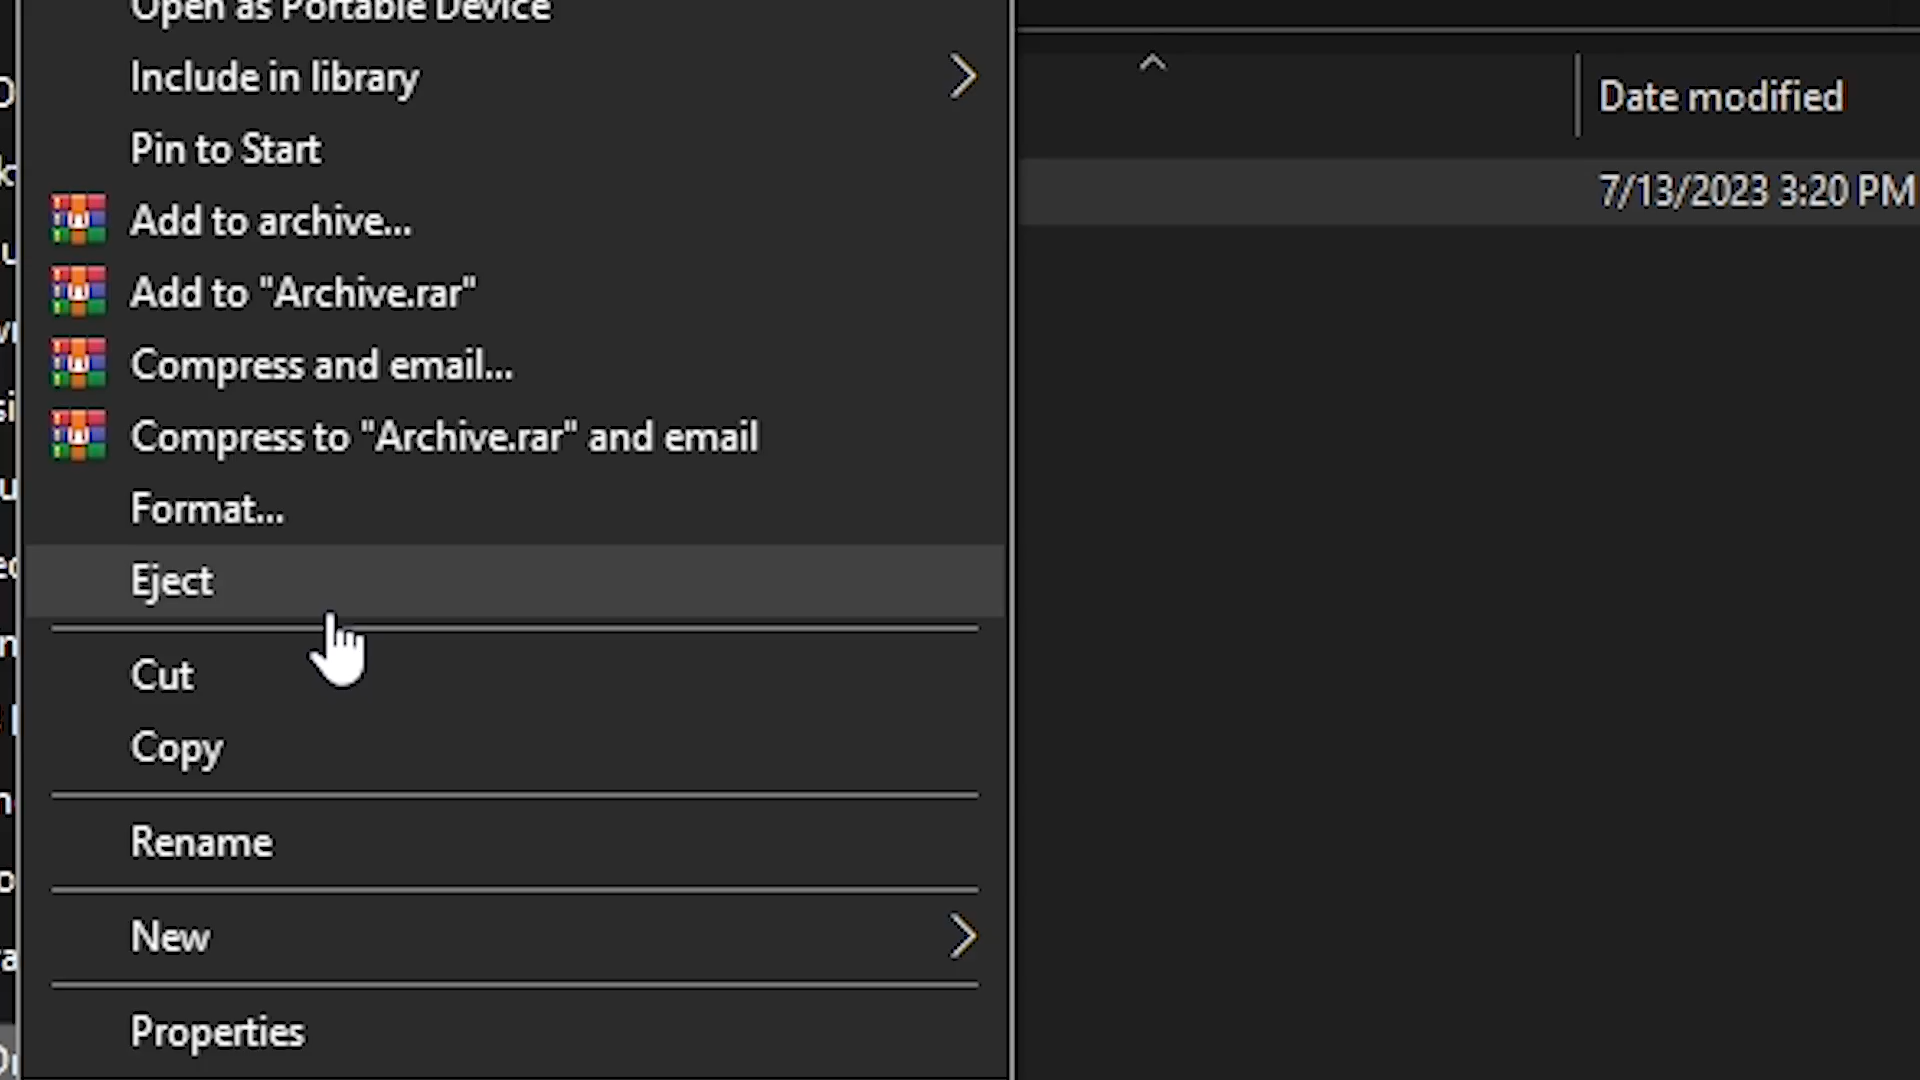 Open as Portable Device
Include in library
Pin to Start
Add to archive...
Add to "Archive.rar"
Compress and email...
Compress to "Archive.rar" and email
Format...
Eject
Cut
Copy
Rename
New
Properties
Date modified
7/13/2023 3:20 PM